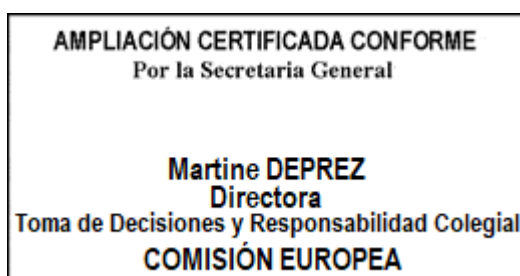 AMPLIACIÓN CERTIFICADA CONFORME
Por la Secretaria General
Martine DEPREZ
Directora
Toma de Decisiones y Responsabilidad Colegial
COMISIÓN EUROPEA